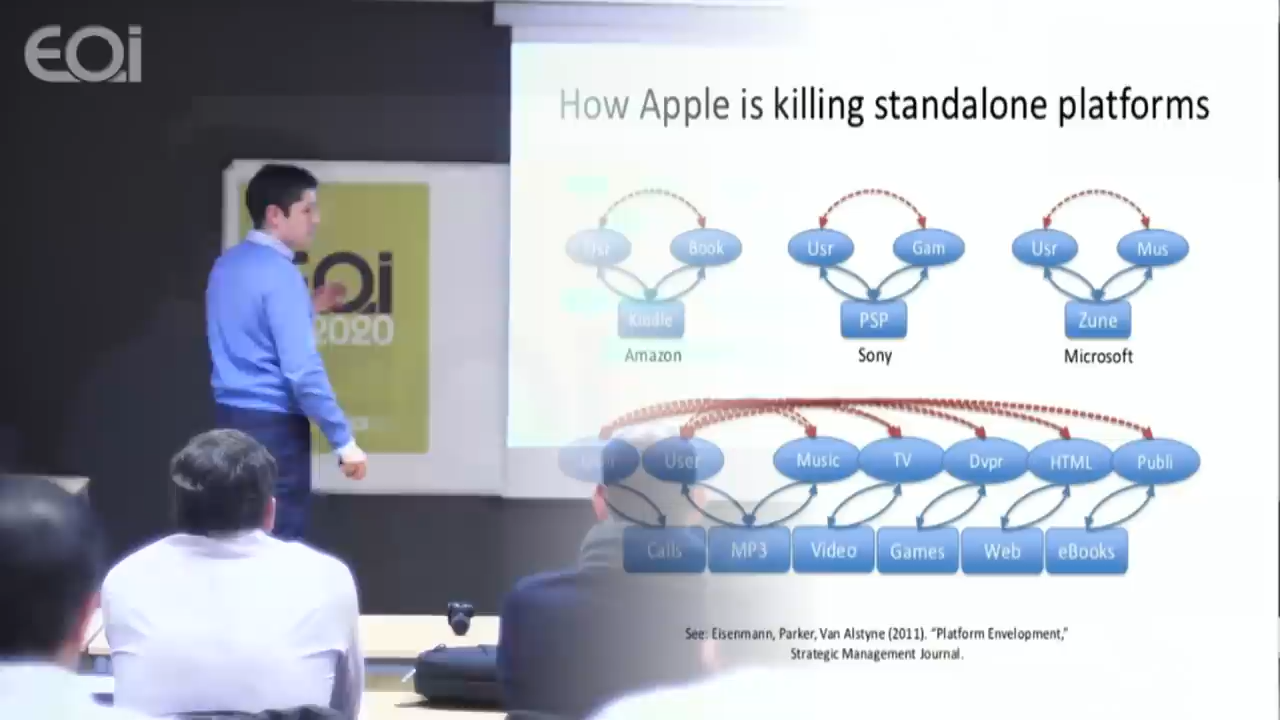 EOi
How Apple is killing standalone platforms
EOi
2020
Usr Book Usr Gam Usr Mus
Kindle PSP Zune
Amazon Sony Microsoft
User Music TV Dvpr HTML Publi
Calls MP3 Video Games Web eBooks
See: Eisenmann, Parker, Van Alstyne (2011). “Platform Envelopment,”
Strategic Management Journal.